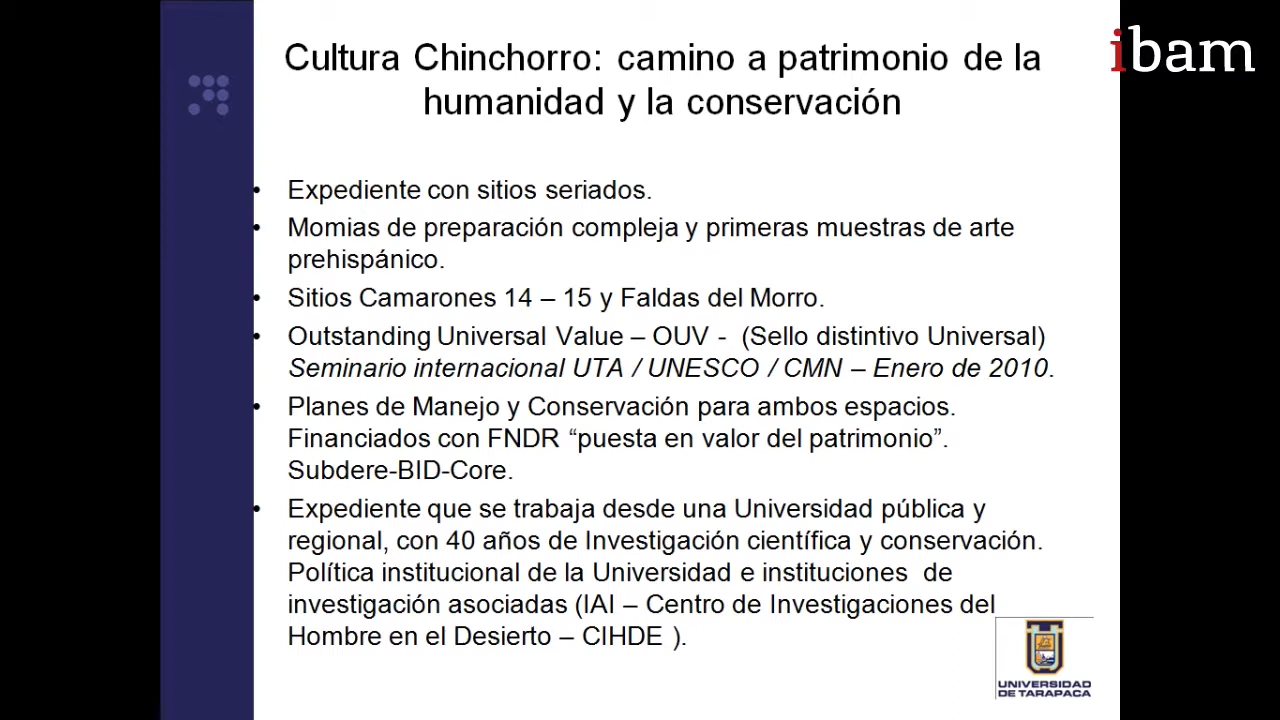 ibam
Cultura Chinchorro: camino a patrimonio de la
humanidad y la conservación
• Expediente con sitios seriados.
• Momias de preparación compleja y primeras muestras de arte
prehispánico.
• Sitios Camarones 14 – 15 y Faldas del Morro.
• Outstanding Universal Value – OUV - (Sello distintivo Universal)
Seminario internacional UTA / UNESCO / CMN – Enero de 2010.
• Planes de Manejo y Conservación para ambos espacios.
Financiados con FNDR “puesta en valor del patrimonio”.
Subdere-BID-Core.
• Expediente que se trabaja desde una Universidad pública y
regional, con 40 años de Investigación científica y conservación.
Política institucional de la Universidad e instituciones de
investigación asociadas (IAI – Centro de Investigaciones del
Hombre en el Desierto – CIHDE ).
UNIVERSIDAD
DE TARAPACA